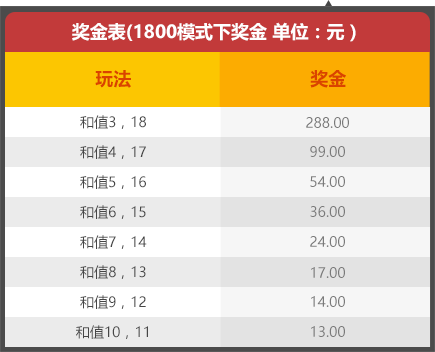 奖金表(1800模式下奖金 单位：元 )
玩法 奖金
和值3，18 288.00
和值4，17 99.00
和值5，16 54.00
和值6，15 36.00
和值7，14 24.00
和值8，13 17.00
和值9，12 14.00
和值10，11 13.00